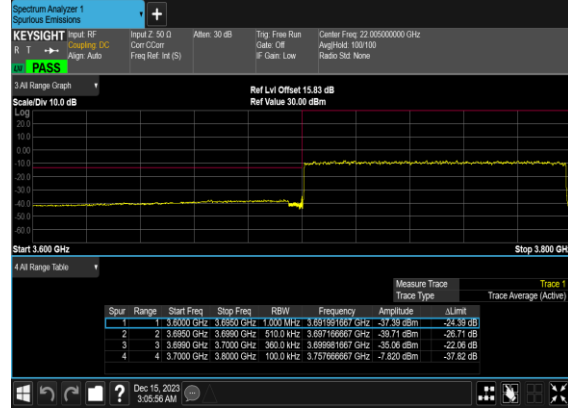 Spectrum Analyzer 1
Spurious Emissions
+
KEYSIGHT Input: RF Input Z: 50 Ω Atten: 30 dB Trig: Free Run Center Freq: 22.005000000 GHz
R T Coupling: DC Corr CCorr Gate: Off Avg|Hold: 100/100
Align: Auto Freq Ref: Int (S) IF Gain: Low Radio Std: None
PASS
3 All Range Graph Ref Lvl Offset 15.83 dB
Scale/Div 10.0 dB Ref Value 30.00 dBm
Log
20.0
10.0
0.00
-10.0
-20.0
-30.0
-40.0
-50.0
-60.0
Start 3.600 GHz Stop 3.800 GH
4 All Range Table
Measure Trace Trace 1
Trace Type Trace Average (Active)
Spur Range Start Freq Stop Freq RBW Frequency Amplitude ΔLimit
1 1 3.6000 GHz 3.6950 GHz 1.000 MHz 3.691991667 GHz -37.39 dBm -24.39 dB
2 2 3.6950 GHz 3.6990 GHz 510.0 kHz 3.697166667 GHz -39.71 dBm -26.71 dB
3 3 3.6990 GHz 3.7000 GHz 360.0 kHz 3.699981667 GHz -35.06 dBm -22.06 dB
4 4 3.7000 GHz 3.8000 GHz 100.0 kHz 3.757666667 GHz -7.820 dBm -37.82 dB
? Dec 15, 2023
3:05:56 AM